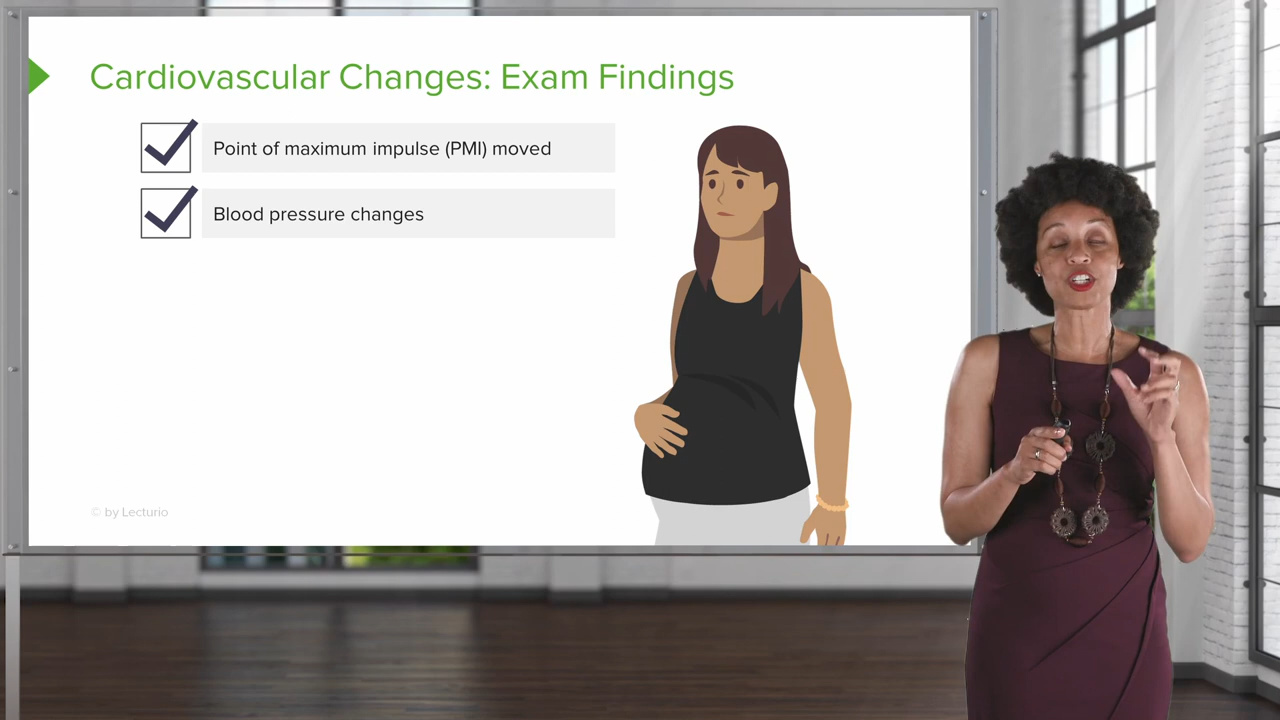 Cardiovascular Changes: Exam Findings
Point of maximum impulse (PMI) moved
Blood pressure changes
© by Lecturio